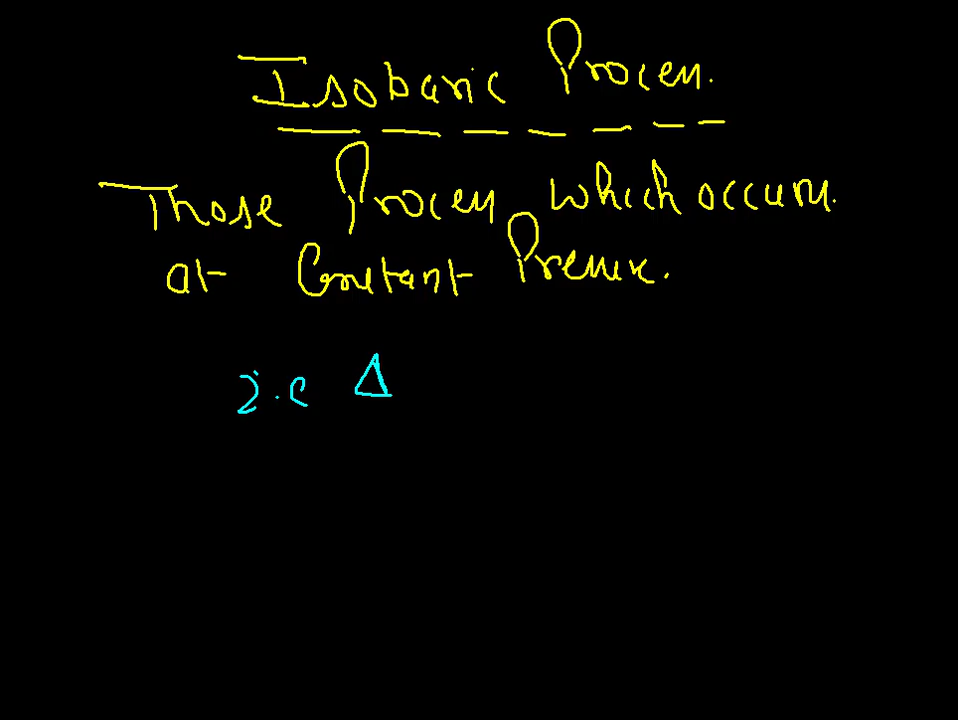 Isobaric Process.
Those Process which occurs.
at Constant Pressure.
i.e Δ